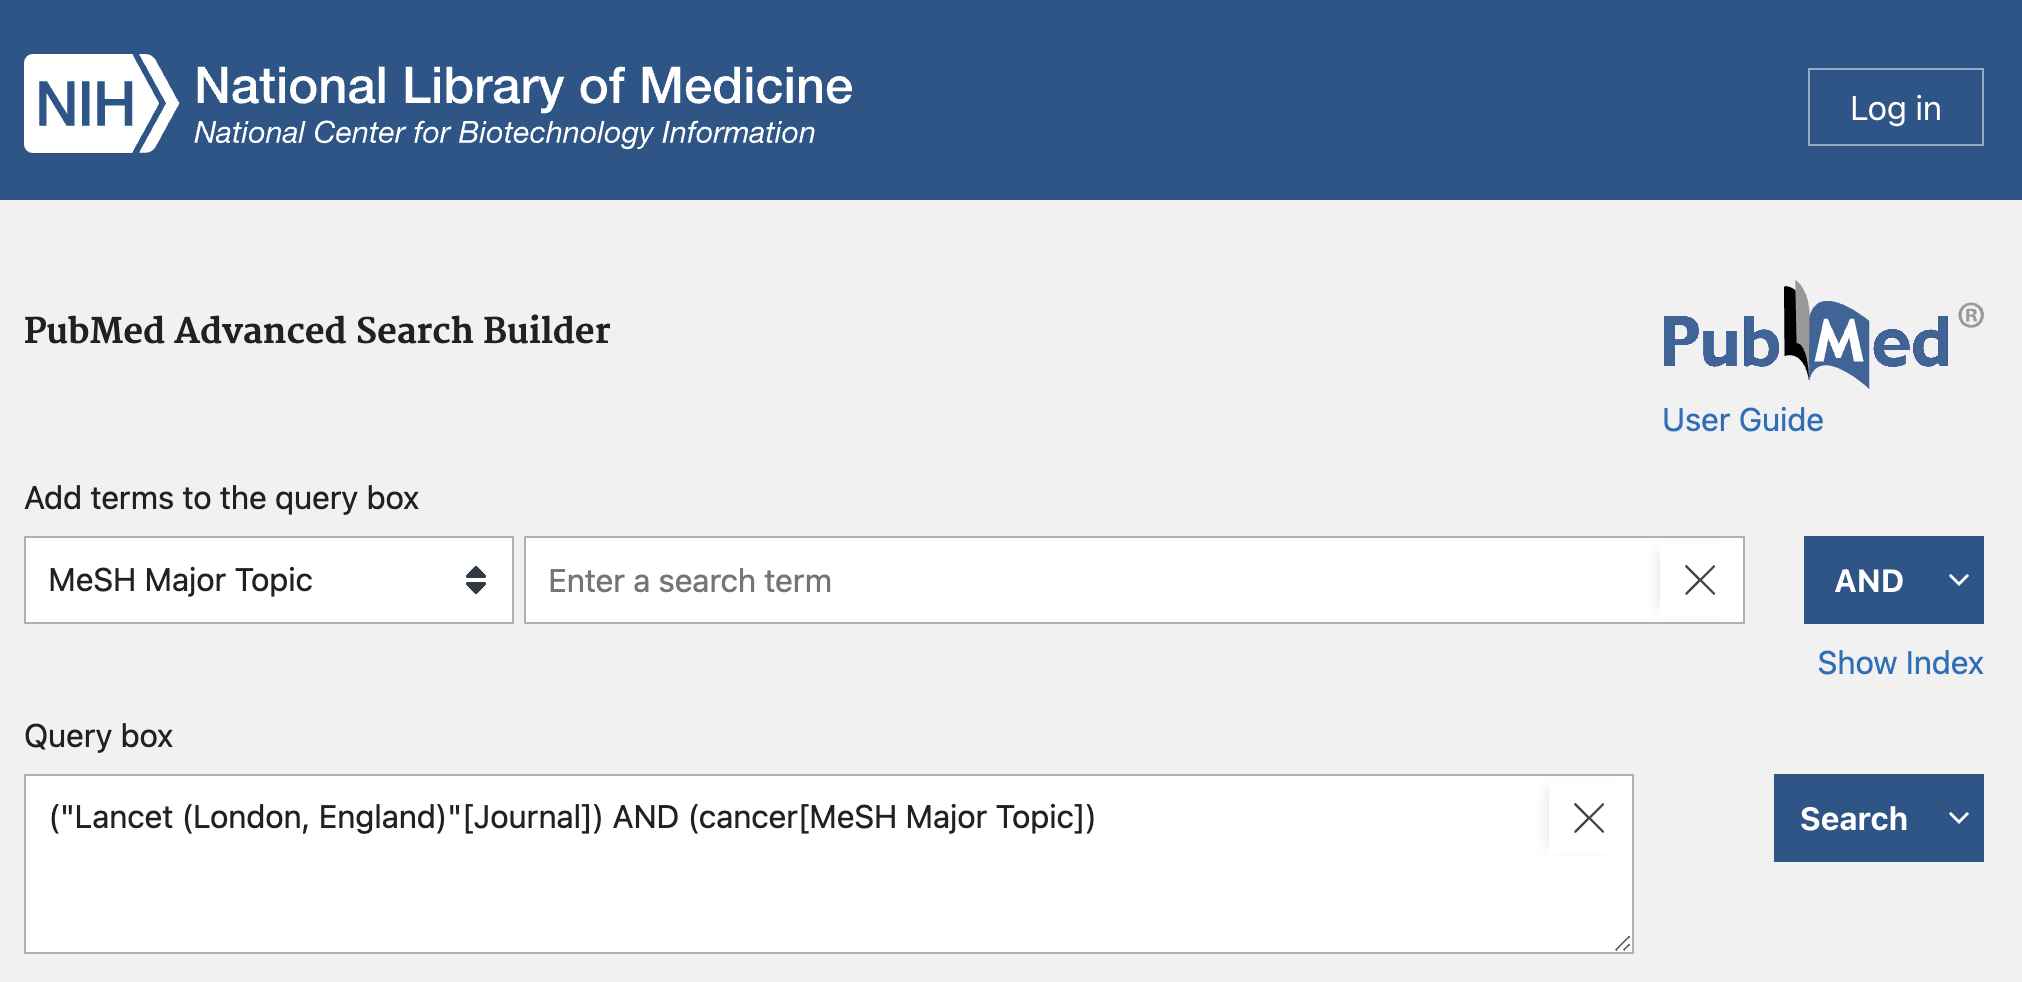 NIH National Library of Medicine
National Center for Biotechnology Information
Log in
PubMed Advanced Search Builder
PubMed®
User Guide
Add terms to the query box
MeSH Major Topic
Enter a search term
AND
Show Index
Query box
("Lancet (London, England)"[Journal]) AND (cancer[MeSH Major Topic])
Search